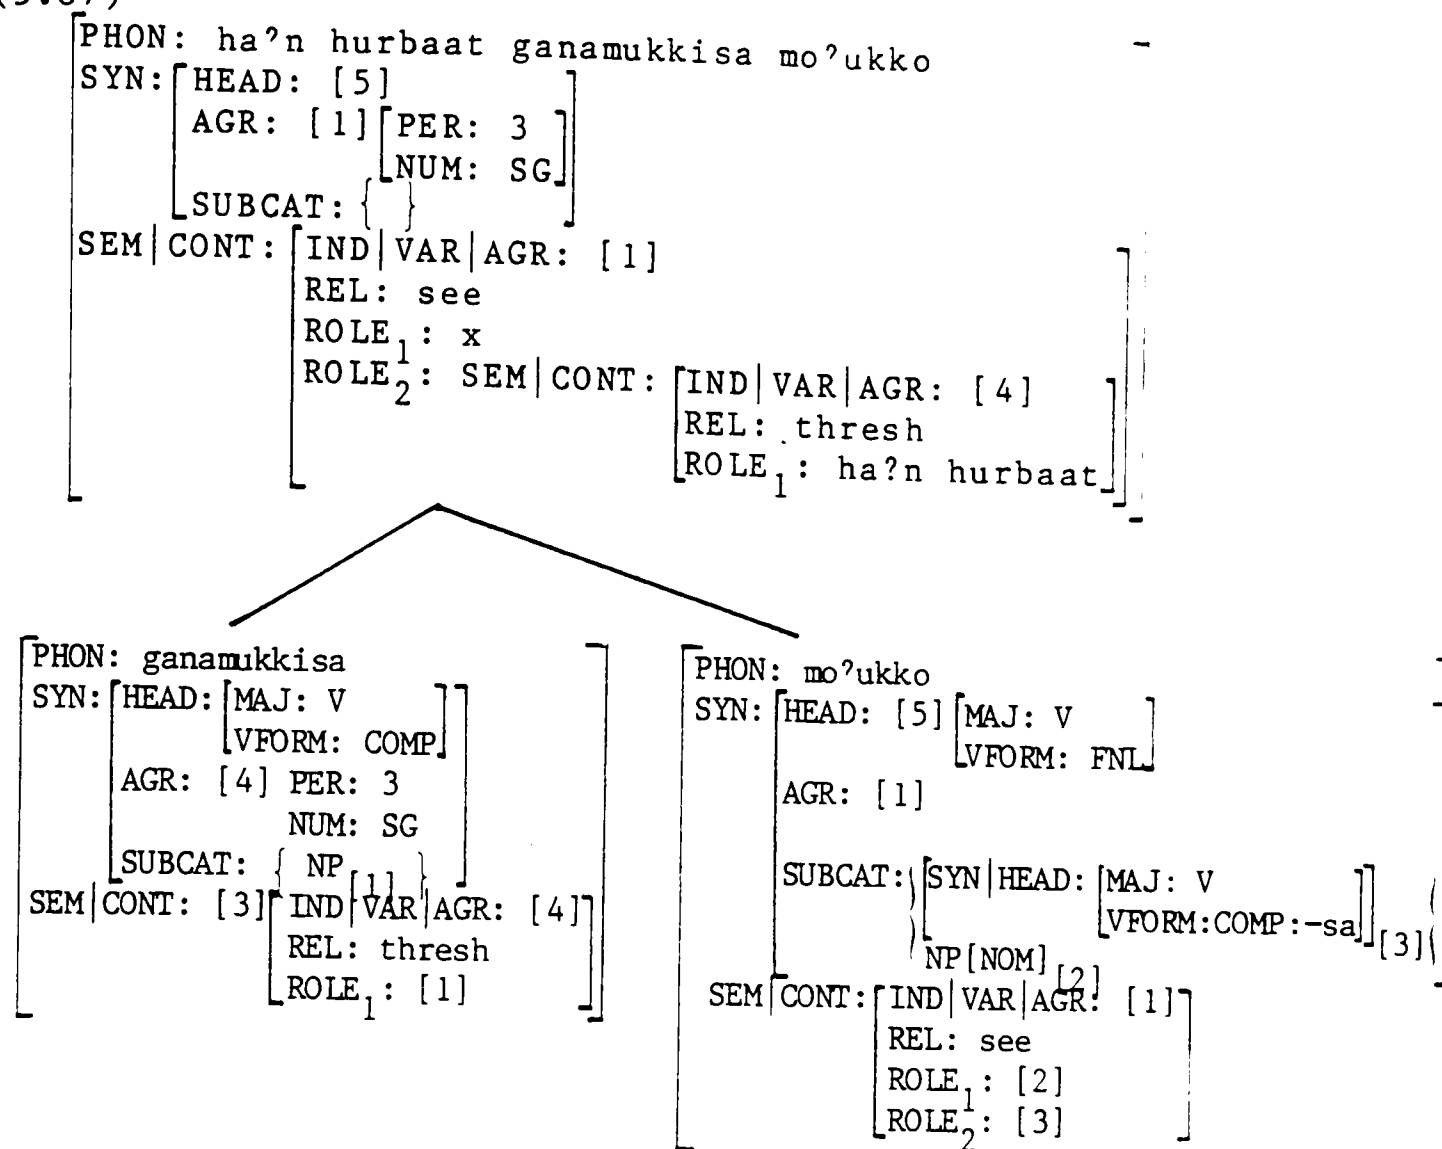 PHON: ha?n hurbaat ganamukkisa mo?ukko
SYN: HEAD: [5]
AGR: [1] PER: 3
NUM: SG
SUBCAT: { }
SEM|CONT: IND|VAR|AGR: [1]
REL: see
ROLE1: x
ROLE2: SEM|CONT: IND|VAR|AGR: [4]
REL: thresh
ROLE1: ha?n hurbaat
PHON: ganamukkisa
SYN: HEAD: MAJ: V
VFORM: COMP
AGR: [4] PER: 3
NUM: SG
SUBCAT: { NP[1] }
SEM|CONT: [3] IND|VAR|AGR: [4]
REL: thresh
ROLE1: [1]
PHON: mo?ukko
SYN: HEAD: [5] MAJ: V
VFORM: FNL
AGR: [1]
SUBCAT: SYN|HEAD: MAJ: V
VFORM:COMP:-sa [3]
NP[NOM][2]
SEM|CONT: IND|VAR|AGR: [1]
REL: see
ROLE1: [2]
ROLE2: [3]